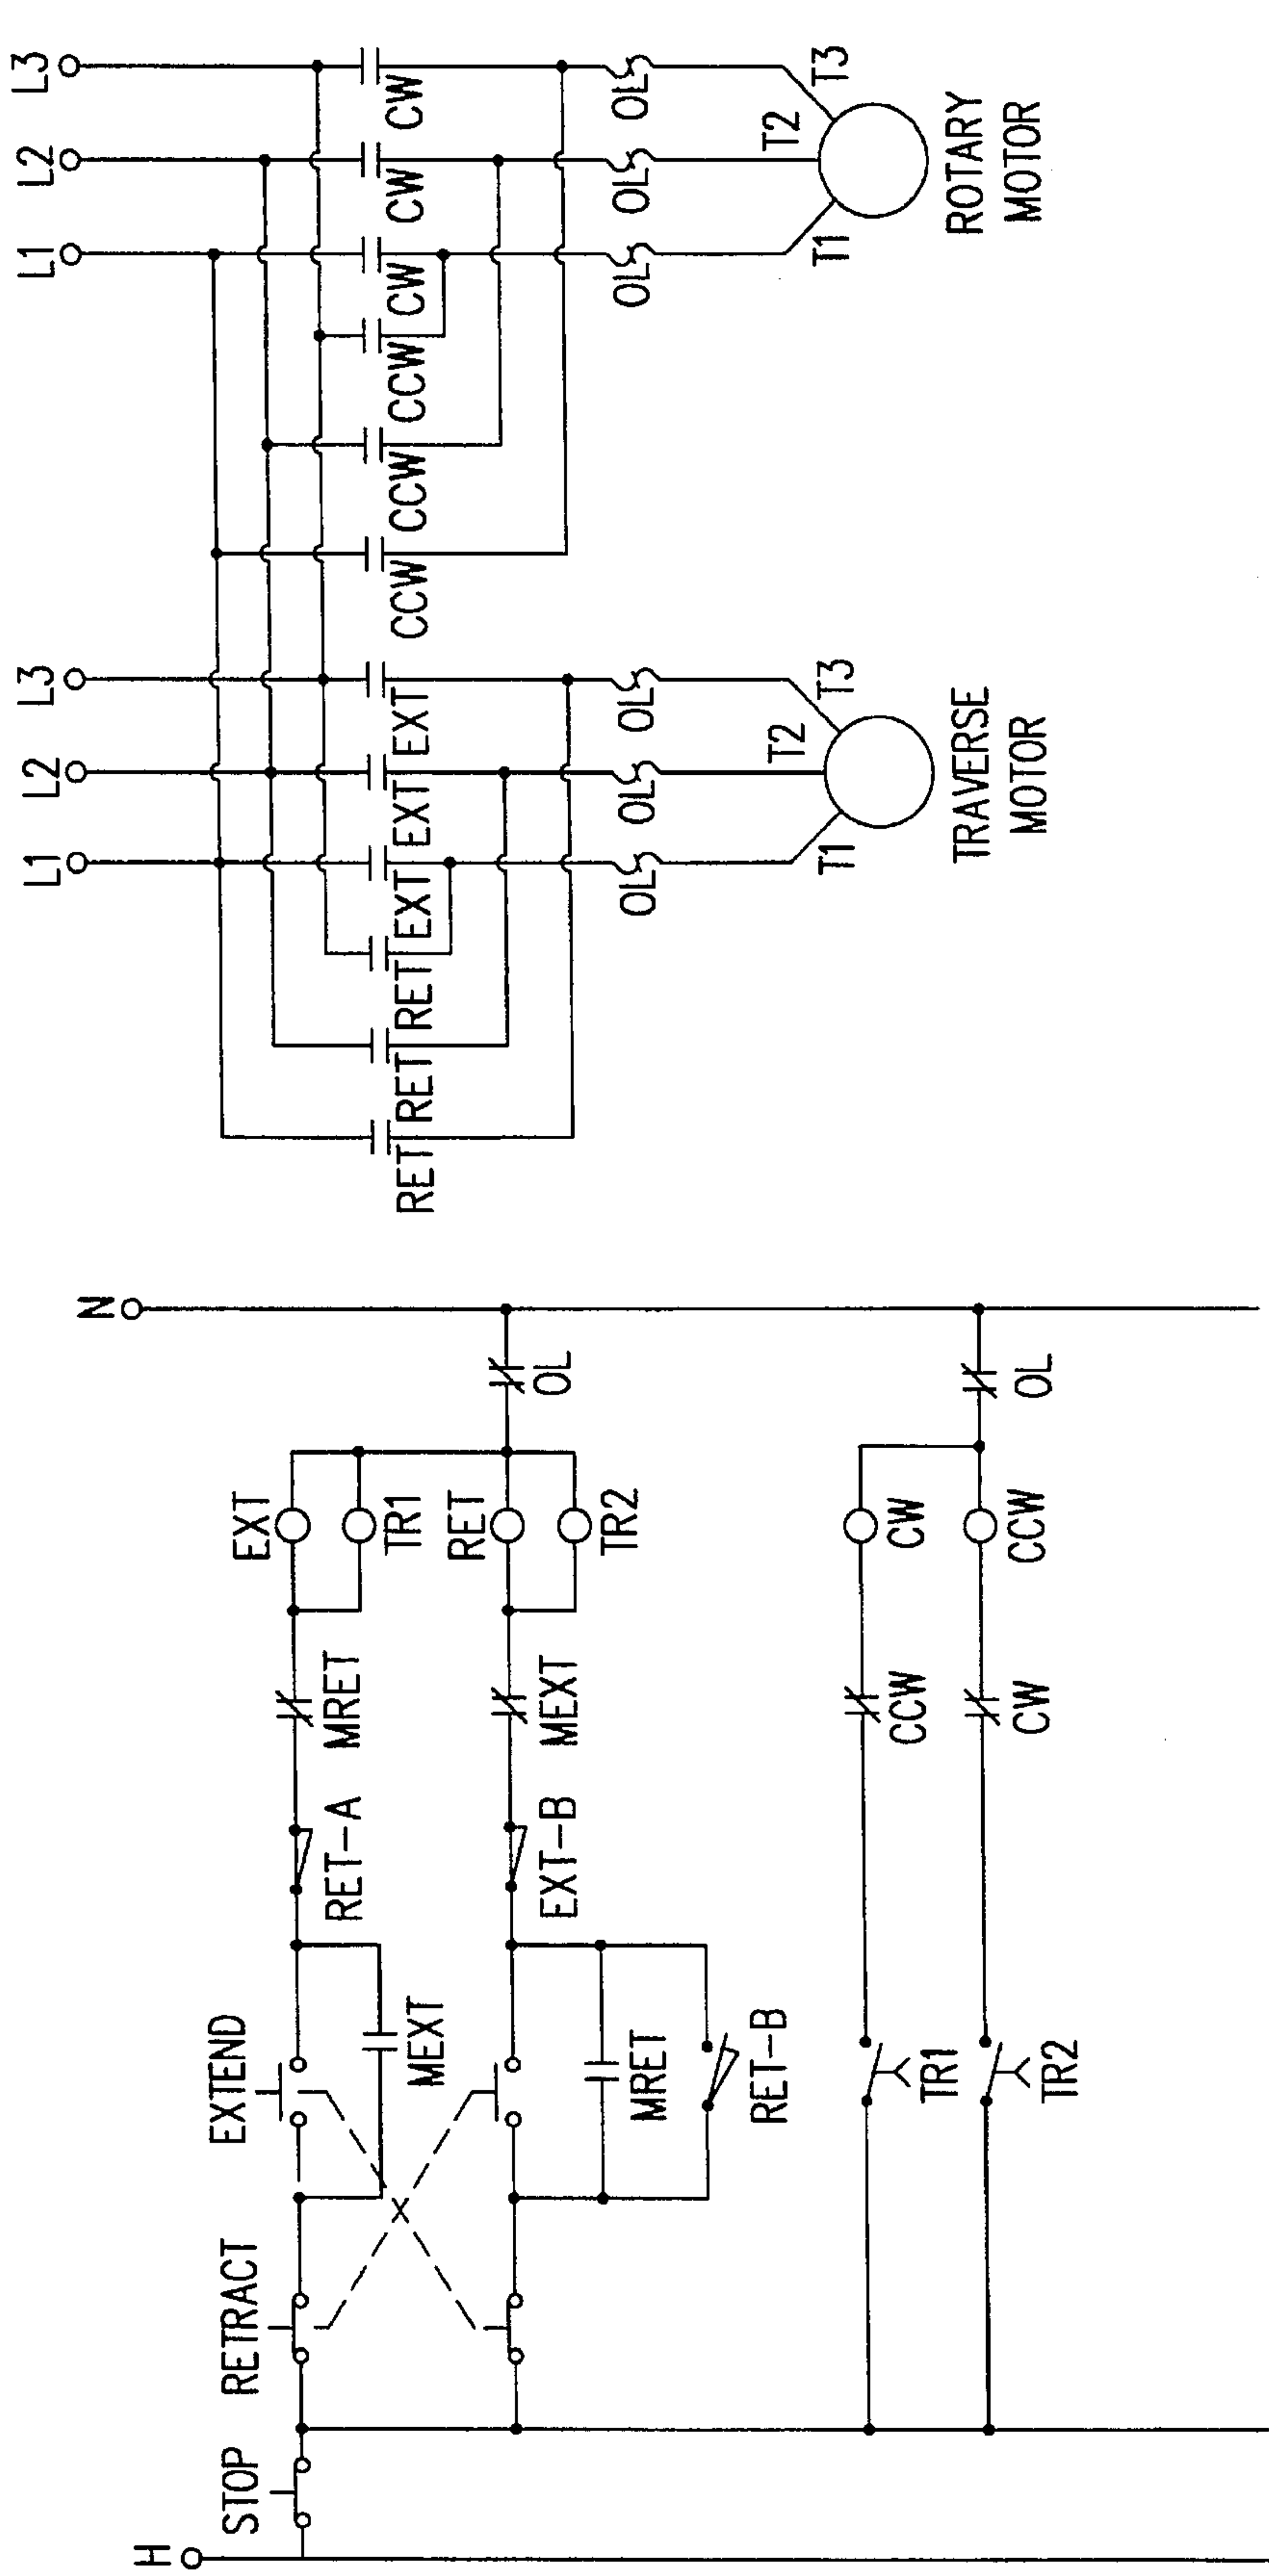 H
STOP
RETRACT
EXTEND
MEXT
RET-A
MRET
EXT
TR1
N
MRET
RET-B
EXT-B
MEXT
RET
TR2
OL
TR1
CCW
CW
TR2
CW
CCW
OL
L1
L2
L3
L1
L2
L3
RET
RET
RET
EXT
EXT
EXT
CCW
CCW
CCW
CW
CW
CW
OL
OL
OL
OL
OL
OL
T1
T2
T3
T1
T2
T3
TRAVERSE
MOTOR
ROTARY
MOTOR